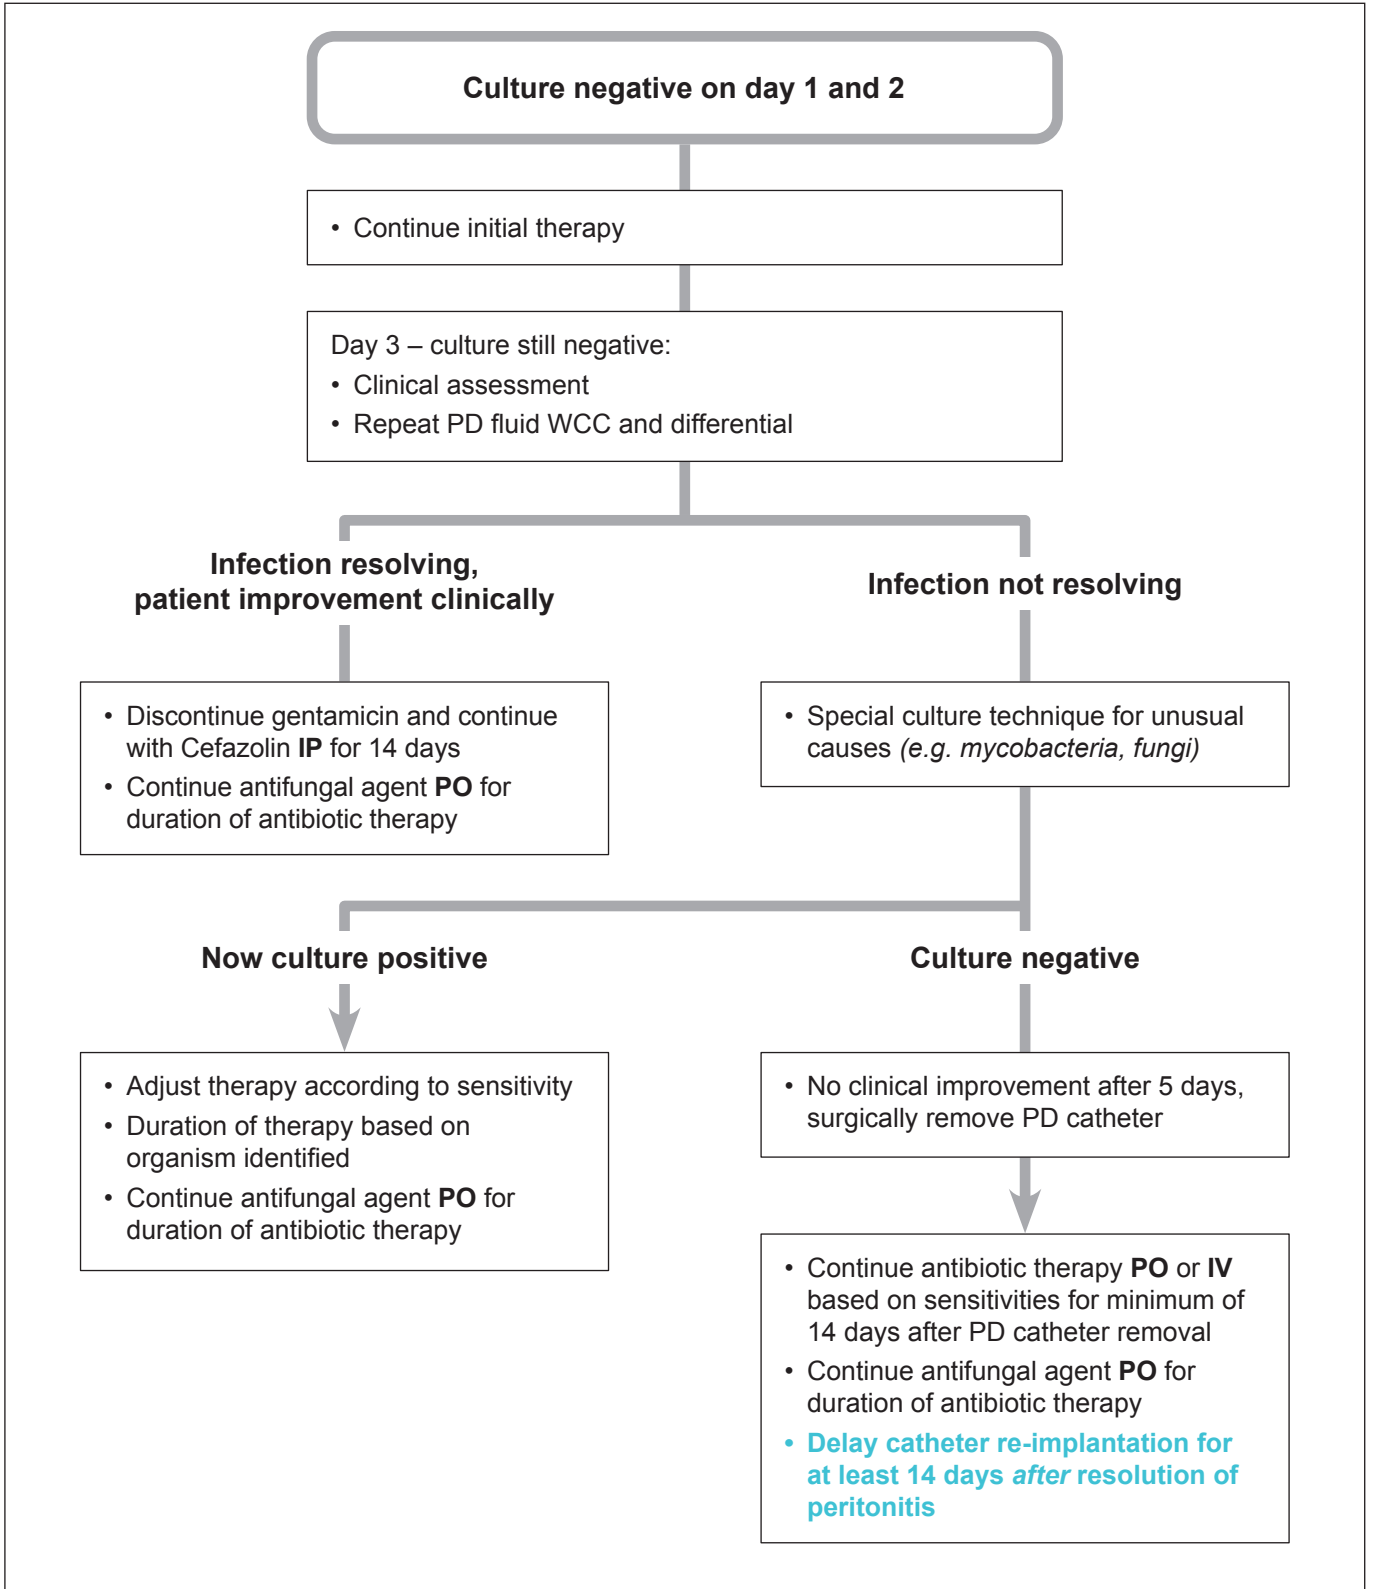 Culture negative on day 1 and 2
• Continue initial therapy
Day 3 – culture still negative:
• Clinical assessment
• Repeat PD fluid WCC and differential
Infection resolving,
patient improvement clinically
Infection not resolving
• Discontinue gentamicin and continue
with Cefazolin IP for 14 days
• Continue antifungal agent PO for
duration of antibiotic therapy
• Special culture technique for unusual
causes (e.g. mycobacteria, fungi)
Now culture positive
Culture negative
• Adjust therapy according to sensitivity
• Duration of therapy based on
organism identified
• Continue antifungal agent PO for
duration of antibiotic therapy
• No clinical improvement after 5 days,
surgically remove PD catheter
• Continue antibiotic therapy PO or IV
based on sensitivities for minimum of
14 days after PD catheter removal
• Continue antifungal agent PO for
duration of antibiotic therapy
• Delay catheter re-implantation for
at least 14 days after resolution of
peritonitis